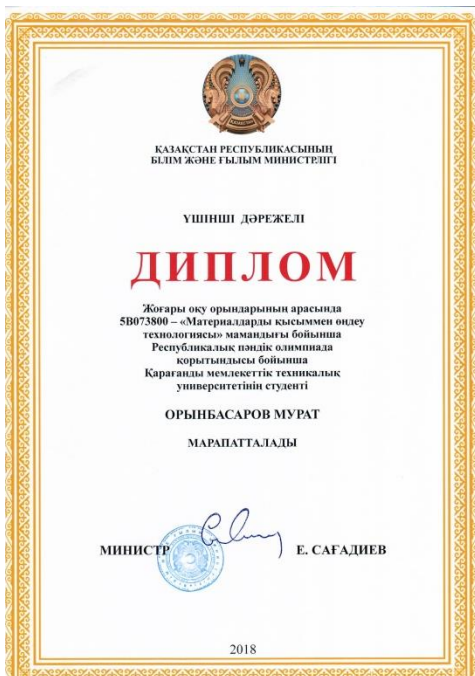 ҚАЗАҚСТАН РЕСПУБЛИКАСЫНЫҢ
БІЛІМ ЖӘНЕ ҒЫЛЫМ МИНИСТРЛІГІ
ҮШІНШІ ДӘРЕЖЕЛІ
ДИПЛОМ
Жоғары оқу орындарының арасында
5В073800 – «Материалдарды қысыммен өңдеу
технологиясы» мамандығы бойынша
Республикалық пәндік олимпиада
қорытындысы бойынша
Қарағанды мемлекеттік техникалық
университетінің студенті
ОРЫНБАСАРОВ МУРАТ
МАРАПАТТАЛАДЫ
МИНИСТР Е. САҒАДИЕВ
2018